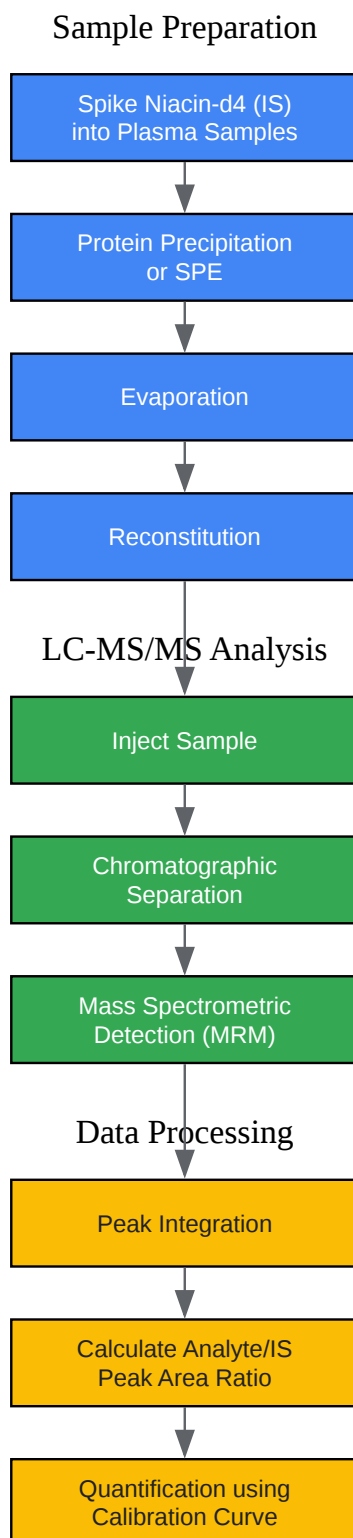 Sample Preparation
Spike Niacin-d4 (IS)
into Plasma Samples
Protein Precipitation
or SPE
Evaporation
Reconstitution
LC-MS/MS Analysis
Inject Sample
Chromatographic
Separation
Mass Spectrometric
Detection (MRM)
Data Processing
Peak Integration
Calculate Analyte/IS
Peak Area Ratio
Quantification using
Calibration Curve